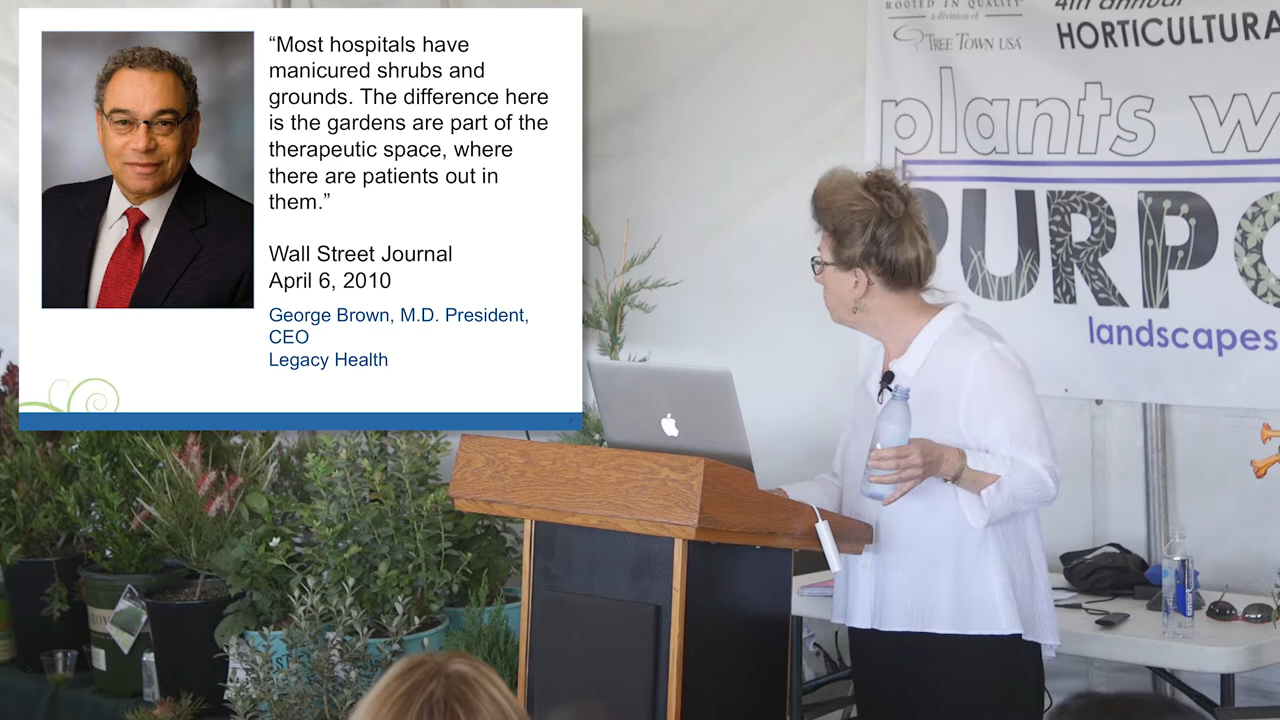 “Most hospitals have
manicured shrubs and
grounds. The difference here
is the gardens are part of the
therapeutic space, where
there are patients out in
them.”
Wall Street Journal
April 6, 2010
George Brown, M.D. President,
CEO
Legacy Health
7
ROOTED IN QUALITY
a division of
TREE TOWN USA
4th annual
HORTICULTURA
plants w
PURPO
landscapes